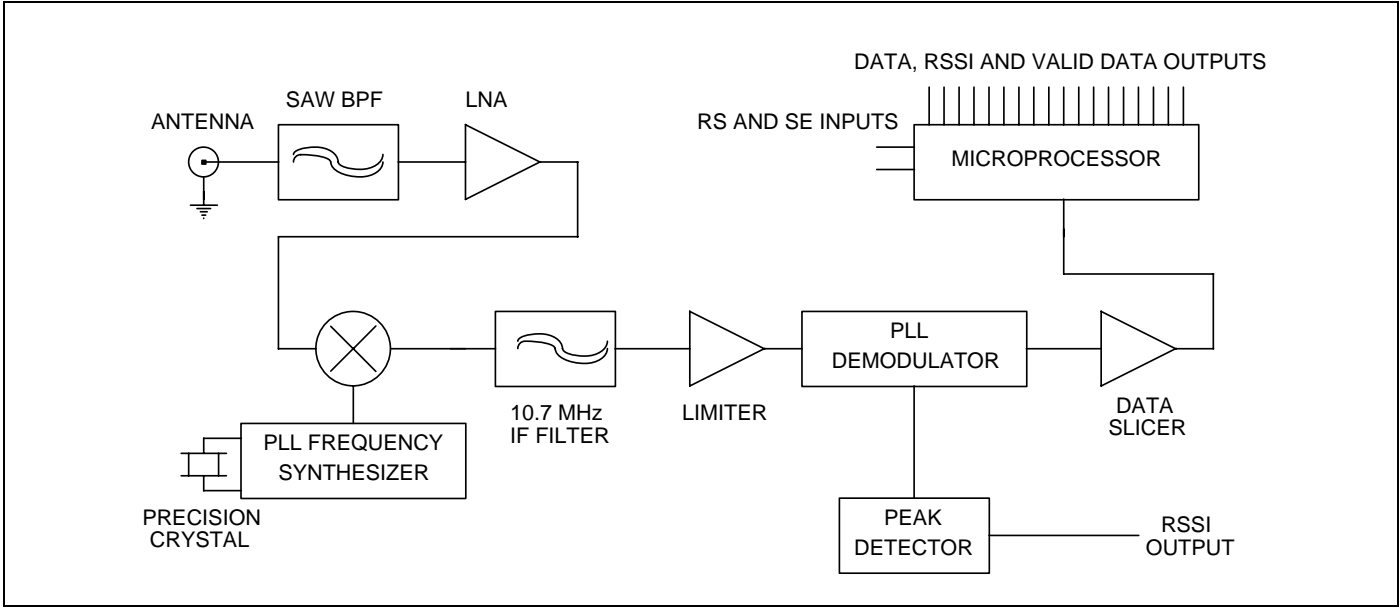 DATA, RSSI AND VALID DATA OUTPUTS
SAW BPF
LNA
ANTENNA
RS AND SE INPUTS
MICROPROCESSOR
PLL
DEMODULATOR
10.7 MHz
IF FILTER
LIMITER
DATA
SLICER
PLL FREQUENCY
SYNTHESIZER
PRECISION
CRYSTAL
PEAK
DETECTOR
RSSI
OUTPUT